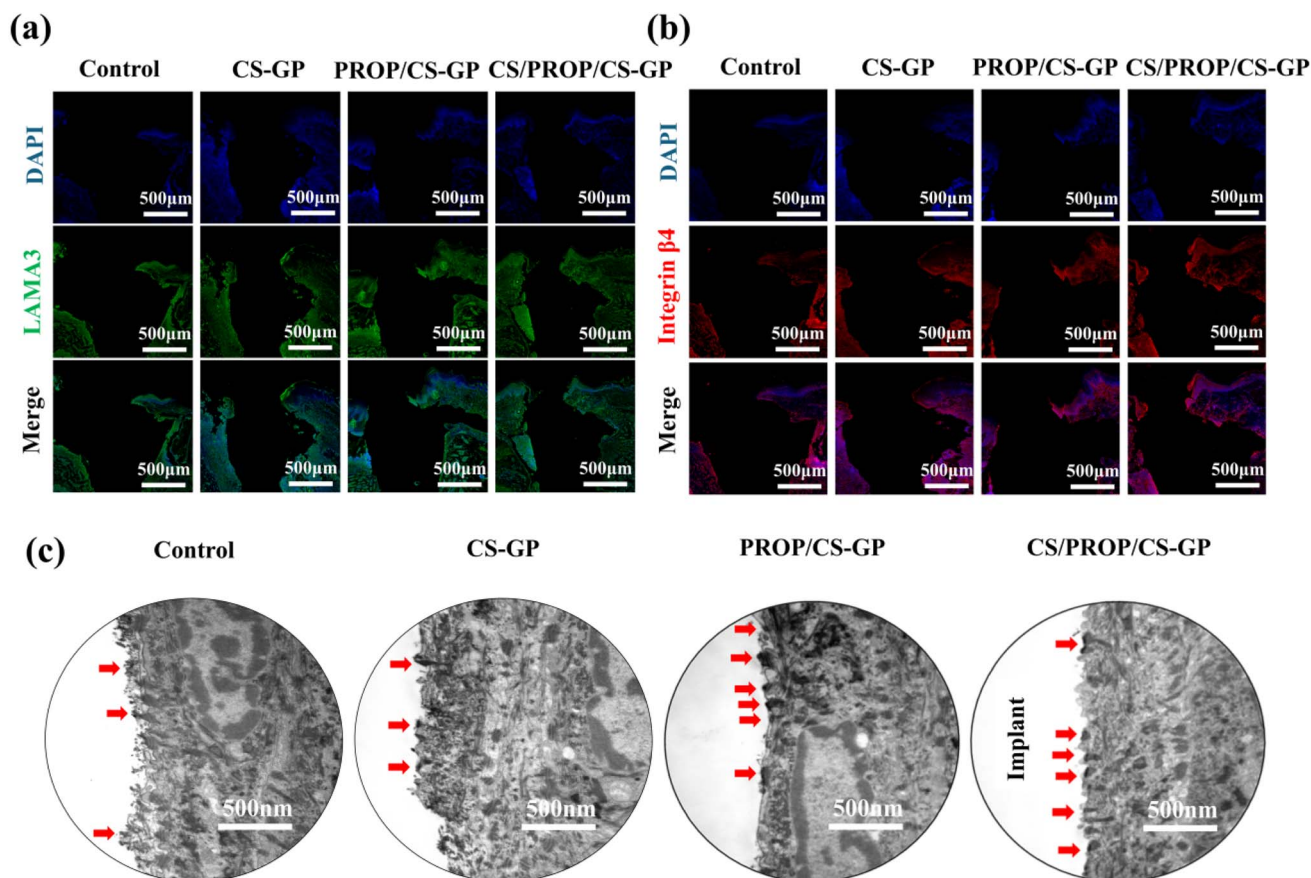 (a)
Control CS-GP PROP/CS-GP CS/PROP/CS-GP
DAPI
500µm 500µm 500µm 500µm
LAMA3
500µm 500µm 500µm 500µm
Merge
500µm 500µm 500µm 500µm
(b)
Control CS-GP PROP/CS-GP CS/PROP/CS-GP
DAPI
500µm 500µm 500µm 500µm
Integrin β4
500µm 500µm 500µm 500µm
Merge
500µm 500µm 500µm 500µm
(c)
Control CS-GP PROP/CS-GP CS/PROP/CS-GP
Implant
500nm 500nm 500nm 500nm